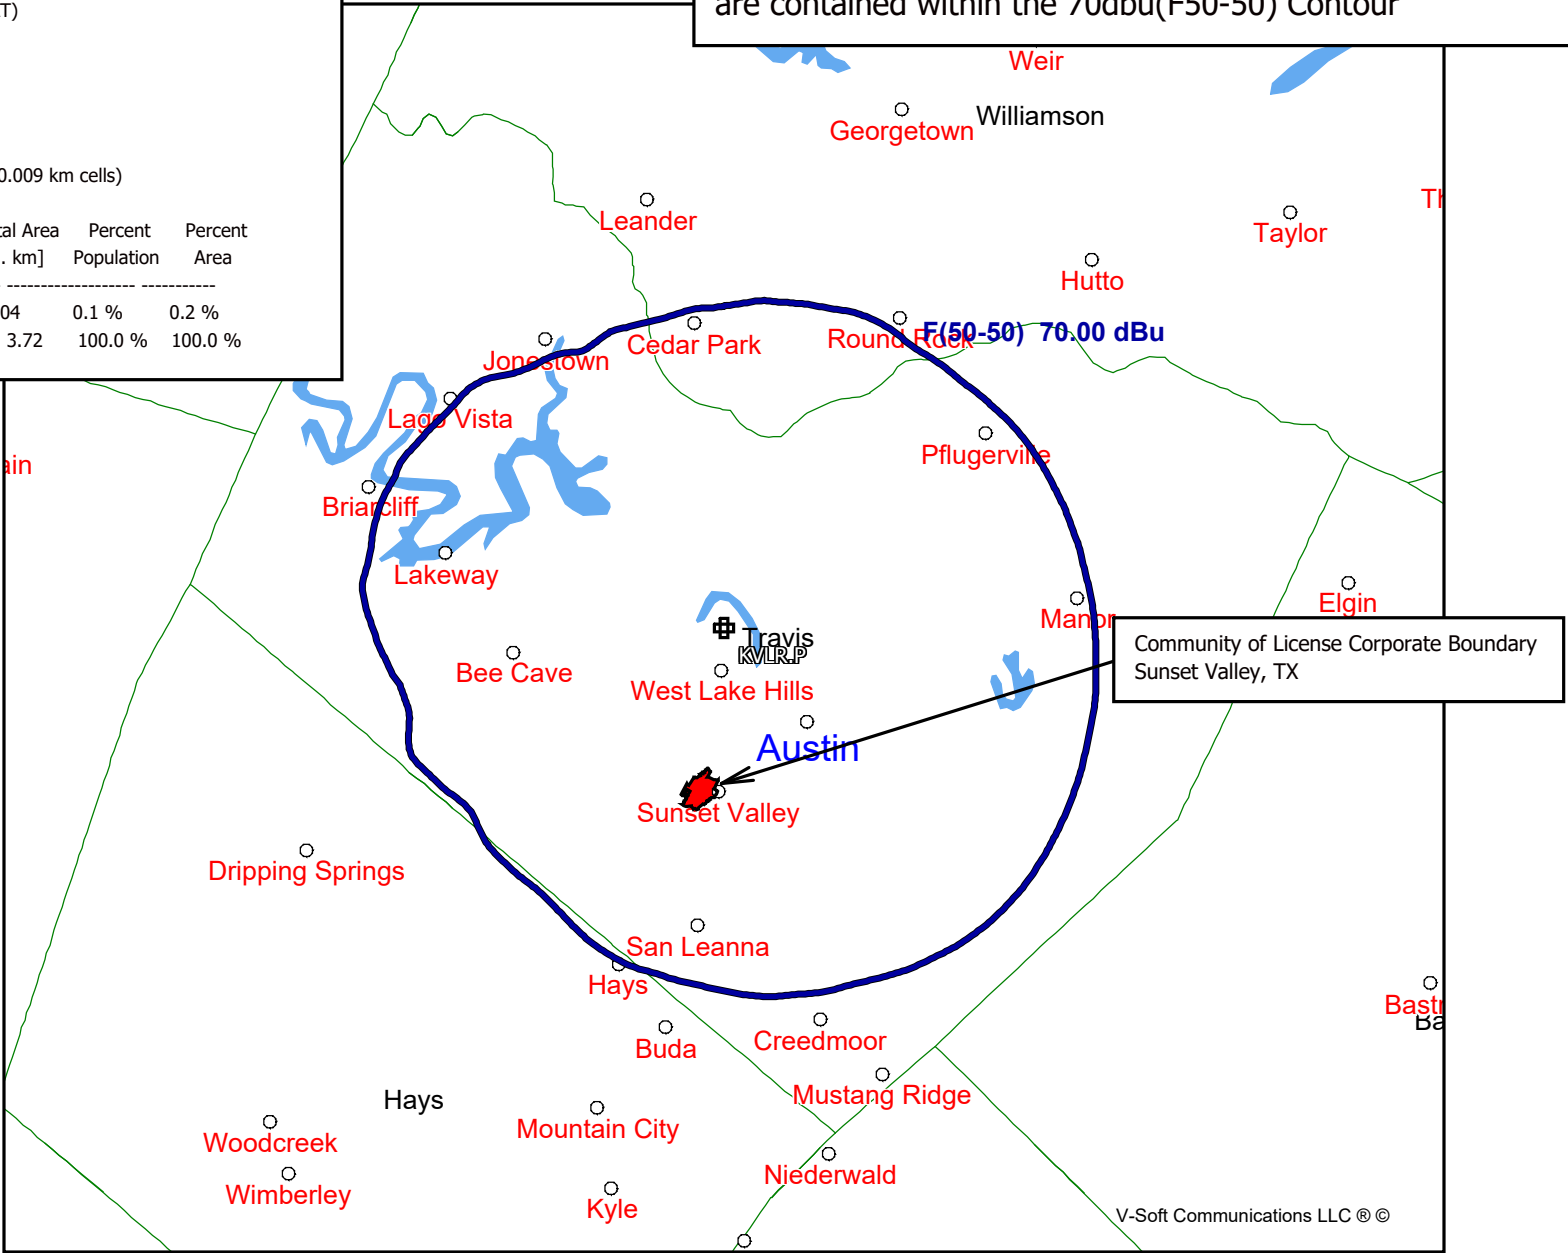 are contained within the 70dbu(F50-50) Contour
0.009 km cells)
Percent Percent
. km] Population Area
------------------- -----------
04 0.1 % 0.2 %
3.72 100.0 % 100.0 %
Weir
Georgetown
Williamson
Leander
Taylor
Hutto
Cedar Park
Round Rock
F(50-50) 70.00 dBu
Jonestown
Lago Vista
Pflugerville
Briarcliff
Lakeway
Elgin
Manor
Travis
KVLR.P
Bee Cave
West Lake Hills
Community of License Corporate Boundary
Sunset Valley, TX
Austin
Sunset Valley
Dripping Springs
San Leanna
Hays
Creedmoor
Buda
Mustang Ridge
Hays
Mountain City
Woodcreek
Niederwald
Wimberley
Kyle
V-Soft Communications LLC ® ©